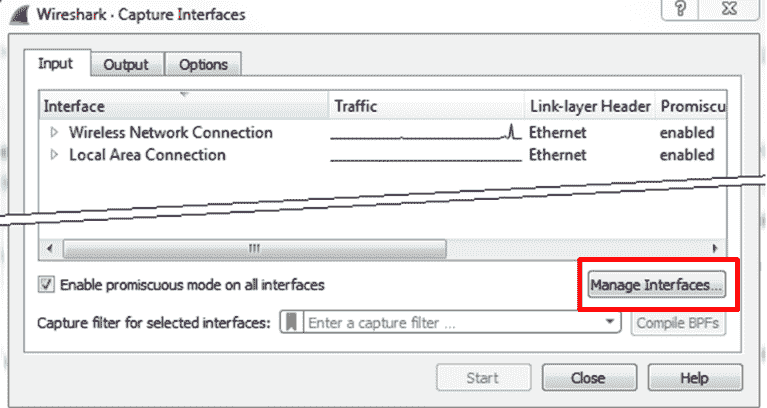 Wireshark · Capture Interfaces
Input Output Options
Interface Traffic Link-layer Header Promiscu
Wireless Network Connection Ethernet enabled
Local Area Connection Ethernet enabled
Enable promiscuous mode on all interfaces Manage Interfaces...
Capture filter for selected interfaces: Enter a capture filter ... Compile BPFs
Start Close Help